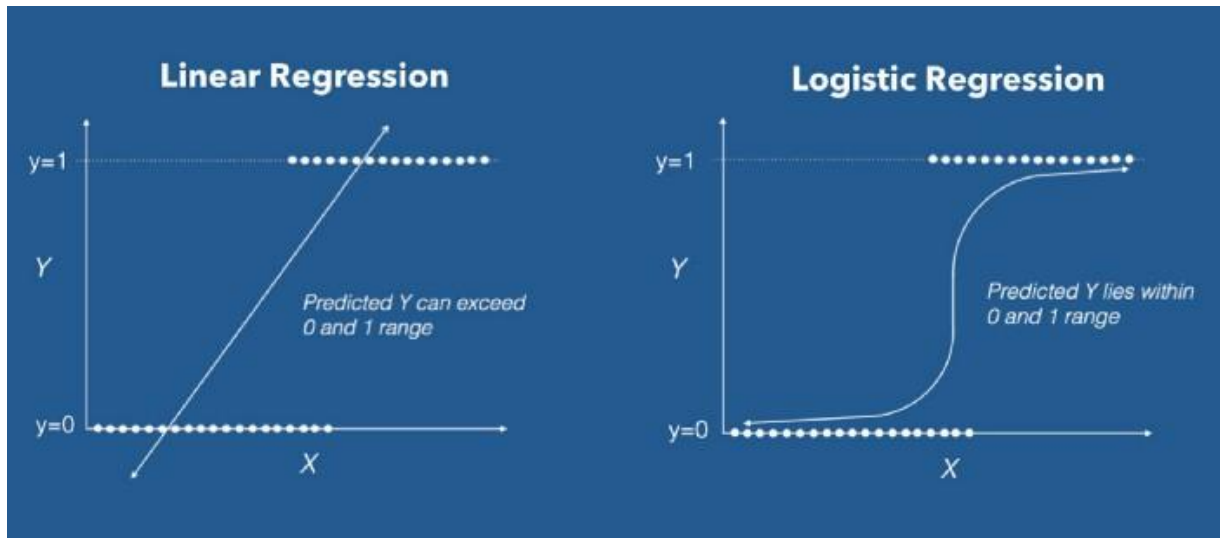 Linear Regression
y=1
Y
Predicted Y can exceed
0 and 1 range
y=0
X
Logistic Regression
y=1
Y
Predicted Y lies within
0 and 1 range
y=0
X